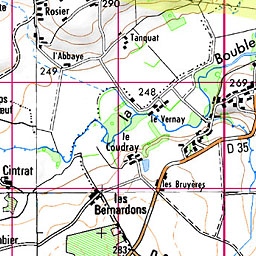 Rosier
290
Tanquat
l'Abbaye
249
Bouble
248
269
la
le Vernay
le
Coudray
D 35
Cintrat
les Bruyères
les
Bernardons
283
D